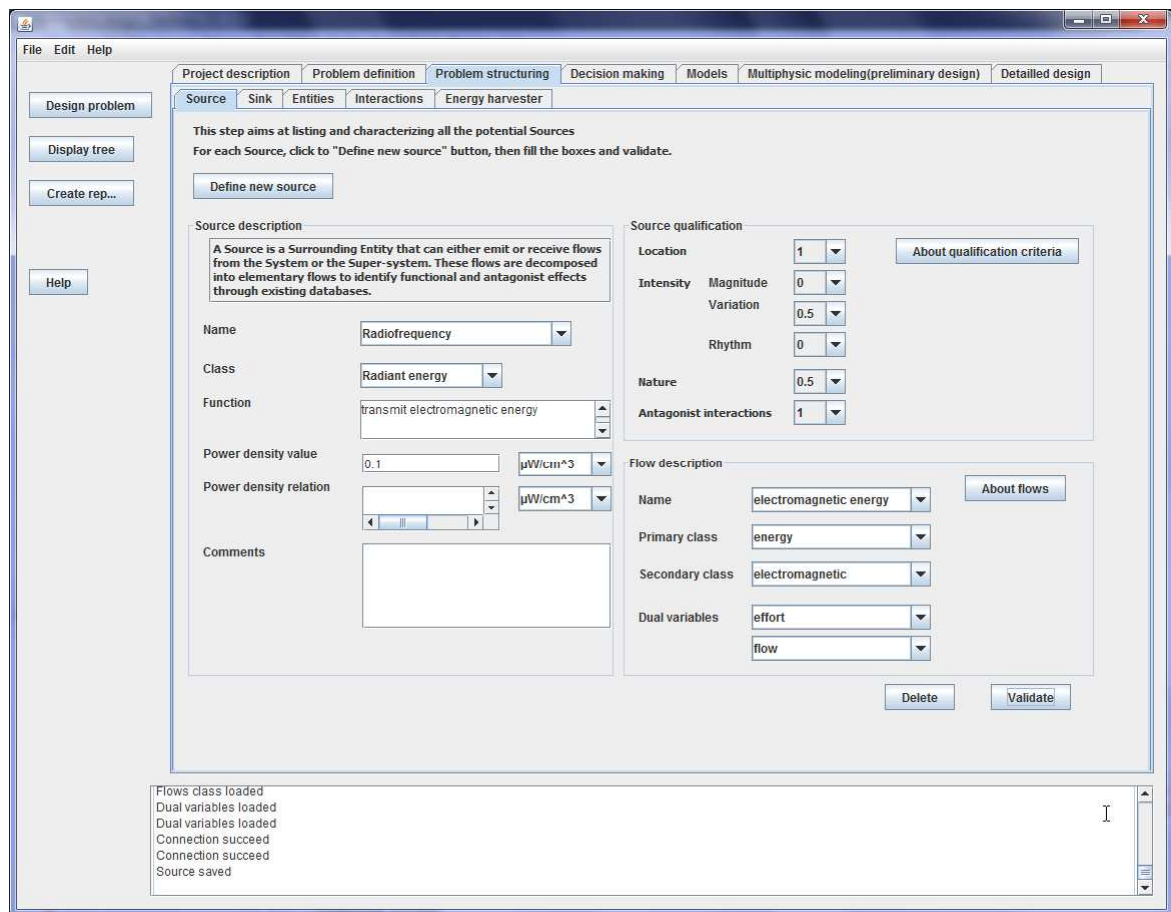 File Edit Help
Project description Problem definition Problem structuring Decision making Models Multiphysic modeling(preliminary design) Detailled design
Design problem
Display tree
Create rep...
Help
Source Sink Entities Interactions Energy harvester
This step aims at listing and characterizing all the potential Sources
For each Source, click to "Define new source" button, then fill the boxes and validate.
Define new source
Source description
A Source is a Surrounding Entity that can either emit or receive flows
from the System or the Super-system. These flows are decomposed
into elementary flows to identify functional and antagonist effects
through existing databases.
Name Radiofrequency
Class Radiant energy
Function transmit electromagnetic energy
Power density value 0.1 µW/cm^3
Power density relation µW/cm^3
Comments
Source qualification
Location 1 About qualification criteria
Intensity Magnitude 0
Variation 0.5
Rhythm 0
Nature 0.5
Antagonist interactions 1
Flow description
About flows
Name electromagnetic energy
Primary class energy
Secondary class electromagnetic
Dual variables effort
flow
Delete Validate
Flows class loaded
Dual variables loaded
Dual variables loaded
Connection succeed
Connection succeed
Source saved